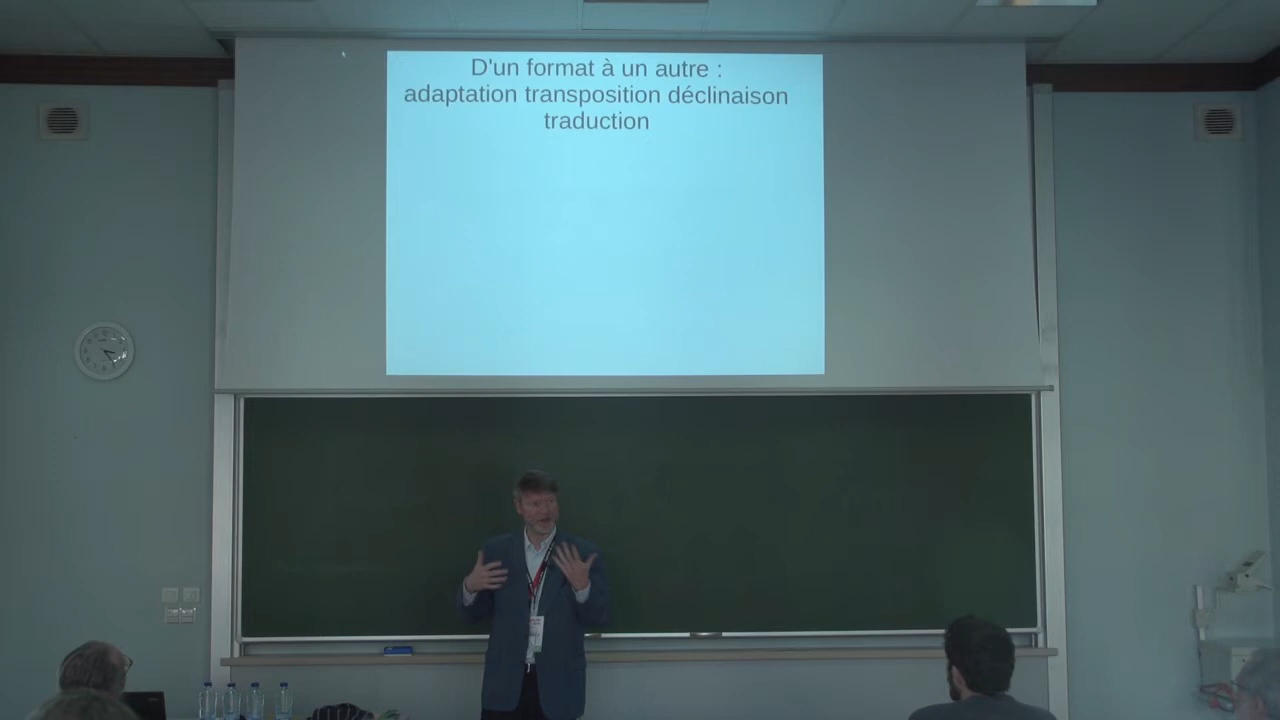 D'un format à un autre :
adaptation transposition déclinaison
traduction